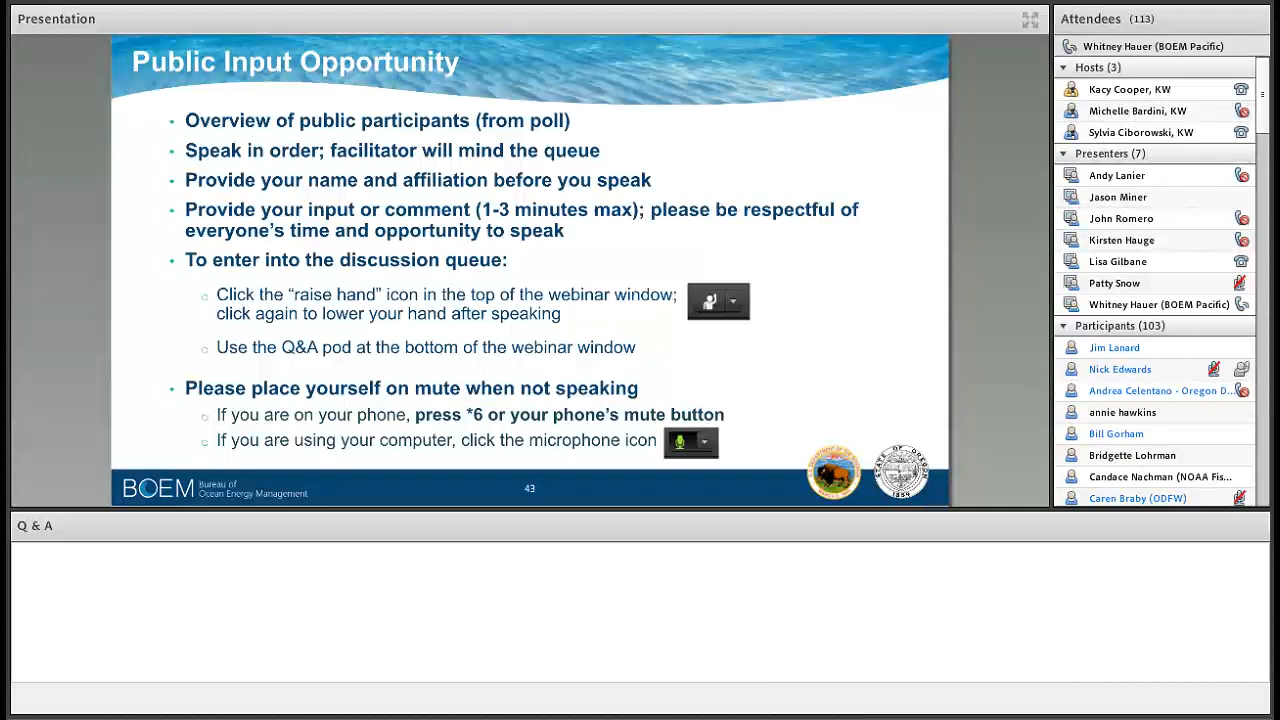 Presentation
Public Input Opportunity
• Overview of public participants (from poll)
• Speak in order; facilitator will mind the queue
• Provide your name and affiliation before you speak
• Provide your input or comment (1-3 minutes max); please be respectful of
everyone's time and opportunity to speak
• To enter into the discussion queue:
Click the "raise hand" icon in the top of the webinar window;
click again to lower your hand after speaking
Use the Q&A pod at the bottom of the webinar window
• Please place yourself on mute when not speaking
If you are on your phone, press *6 or your phone's mute button
If you are using your computer, click the microphone icon
BOEM
Bureau of
Ocean Energy Management
43
STATE OF OREGON
1859
Attendees (113)
Whitney Hauer (BOEM Pacific)
Hosts (3)
Kacy Cooper, KW
Michelle Bardini, KW
Sylvia Ciborowski, KW
Presenters (7)
Andy Lanier
Jason Miner
John Romero
Kirsten Hauge
Lisa Gilbane
Patty Snow
Whitney Hauer (BOEM Pacific)
Participants (103)
Jim Lanard
Nick Edwards
Andrea Celentano - Oregon D...
annie hawkins
Bill Gorham
Bridgette Lohrman
Candace Nachman (NOAA Fis...
Caren Braby (ODFW)
Q & A